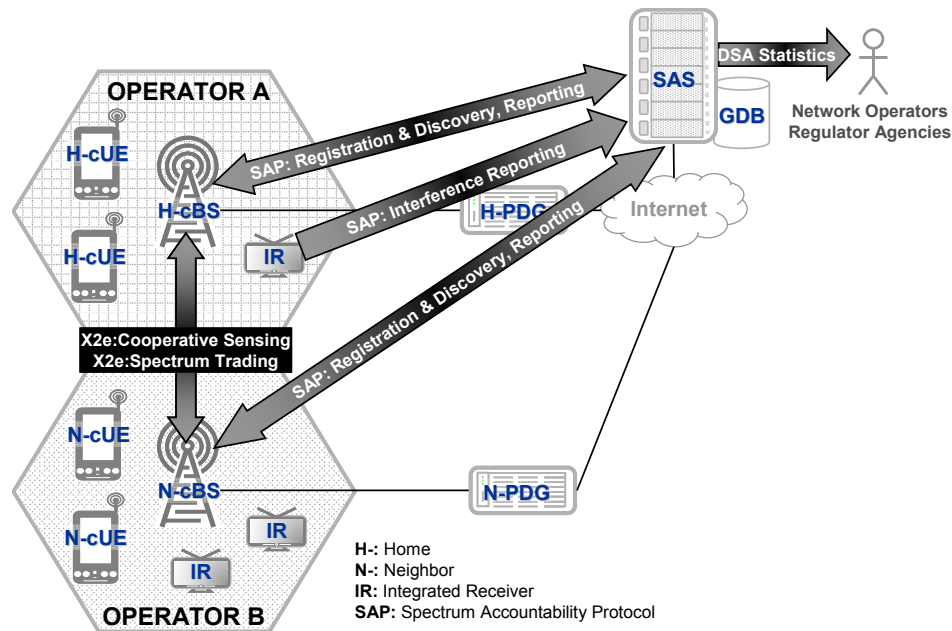 OPERATOR A
H-cUE
H-cBS
H-cUE
IR
SAP: Registration & Discovery, Reporting
SAP: Interference Reporting
SAP: Registration & Discovery, Reporting
H-PDG
Internet
SAS
GDB
DSA Statistics
Network Operators
Regulator Agencies
X2e:Cooperative Sensing
X2e:Spectrum Trading
N-cUE
N-cBS
N-cUE
IR
IR
OPERATOR B
N-PDG
H-: Home
N-: Neighbor
IR: Integrated Receiver
SAP: Spectrum Accountability Protocol